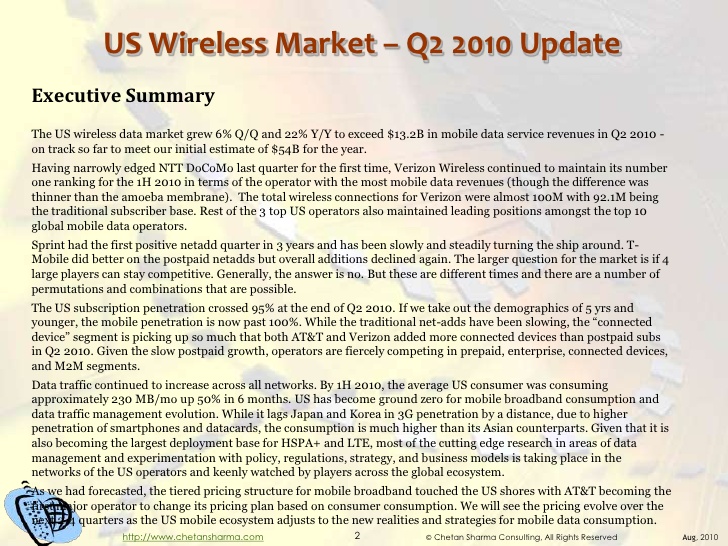 US Wireless Market – Q2 2010 Update
Executive Summary
The US wireless data market grew 6% Q/Q and 22% Y/Y to exceed $13.2B in mobile data service revenues in Q2 2010 -
on track so far to meet our initial estimate of $54B for the year.
Having narrowly edged NTT DoCoMo last quarter for the first time, Verizon Wireless continued to maintain its number
one ranking for the 1H 2010 in terms of the operator with the most mobile data revenues (though the difference was
thinner than the amoeba membrane). The total wireless connections for Verizon were almost 100M with 92.1M being
the traditional subscriber base. Rest of the 3 top US operators also maintained leading positions amongst the top 10
global mobile data operators.
Sprint had the first positive netadd quarter in 3 years and has been slowly and steadily turning the ship around. T-
Mobile did better on the postpaid netadds but overall additions declined again. The larger question for the market is if 4
large players can stay competitive. Generally, the answer is no. But these are different times and there are a number of
permutations and combinations that are possible.
The US subscription penetration crossed 95% at the end of Q2 2010. If we take out the demographics of 5 yrs and
younger, the mobile penetration is now past 100%. While the traditional net-adds have been slowing, the “connected
device” segment is picking up so much that both AT&T and Verizon added more connected devices than postpaid subs
in Q2 2010. Given the slow postpaid growth, operators are fiercely competing in prepaid, enterprise, connected devices,
and M2M segments.
Data traffic continued to increase across all networks. By 1H 2010, the average US consumer was consuming
approximately 230 MB/mo up 50% in 6 months. US has become ground zero for mobile broadband consumption and
data traffic management evolution. While it lags Japan and Korea in 3G penetration by a distance, due to higher
penetration of smartphones and datacards, the consumption is much higher than its Asian counterparts. Given that it is
also becoming the largest deployment base for HSPA+ and LTE, most of the cutting edge research in areas of data
management and experimentation with policy, regulations, strategy, and business models is taking place in the
networks of the US operators and keenly watched by players across the global ecosystem.
As we had forecasted, the tiered pricing structure for mobile broadband touched the US shores with AT&T becoming the
first major operator to change its pricing plan based on consumer consumption. We will see the pricing evolve over the
next quarters as the US mobile ecosystem adjusts to the new realities and strategies for mobile data consumption.
http://www.chetansharma.com
2
© Chetan Sharma Consulting, All Rights Reserved
Aug, 2010